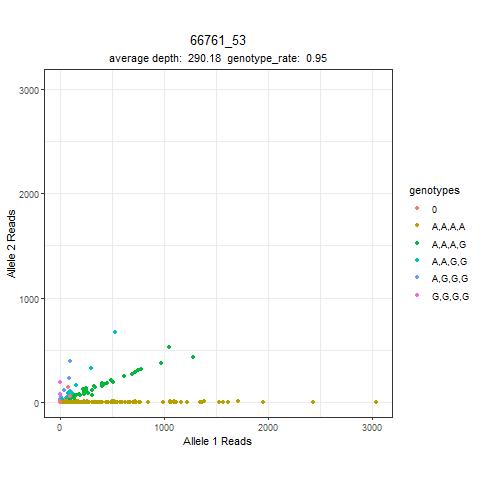 66761_53
average depth: 290.18 genotype_rate: 0.95
3000
2000
1000
0
Allele 2 Reads
0 1000 2000 3000
Allele 1 Reads
genotypes
0
A,A,A,A
A,A,A,G
A,A,G,G
A,G,G,G
G,G,G,G